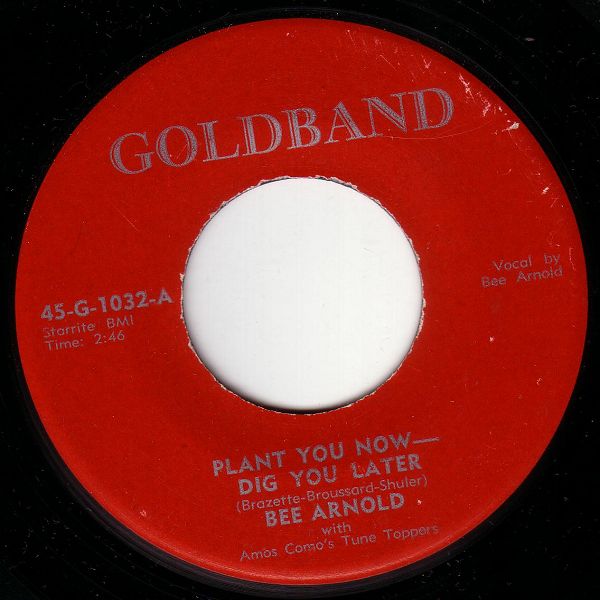 GOLDBAND
45-G-1032-A
Starrite BMI
Time: 2:46
Vocal by
Bee Arnold
PLANT YOU NOW—
DIG YOU LATER
(Brazette-Broussard-Shuler)
BEE ARNOLD
with
Amos Como's Tune Toppers